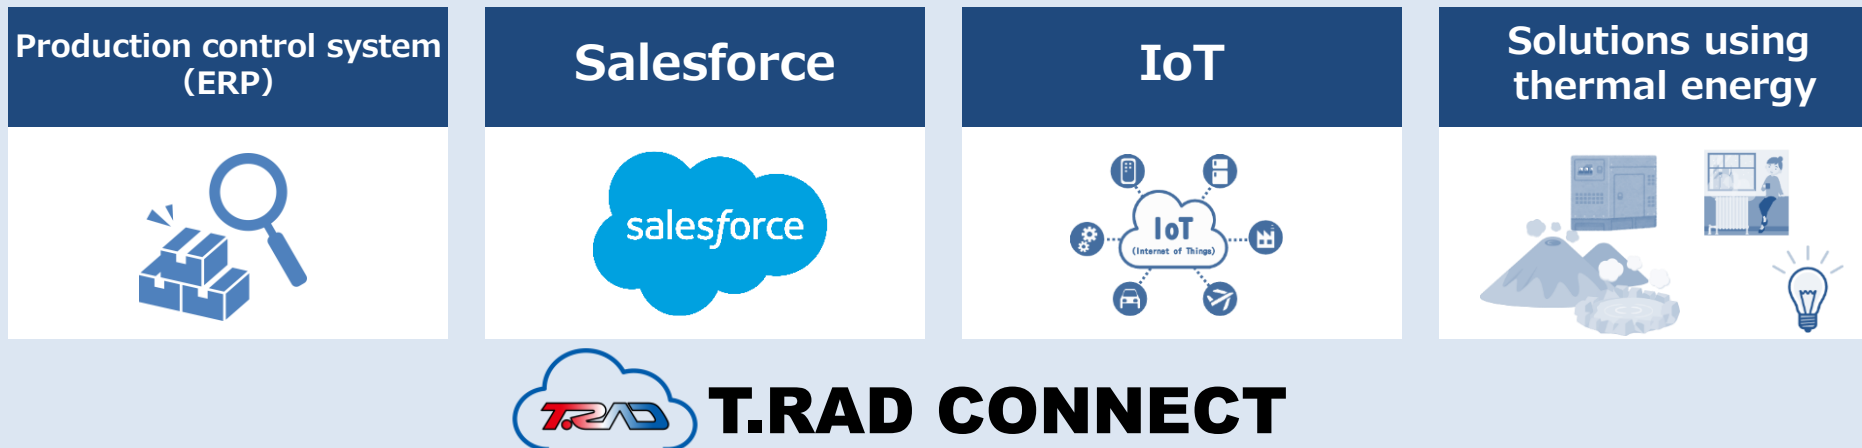 Production control system
(ERP)
Salesforce
IoT
Solutions using
thermal energy
salesforce
IoT
(Internet of Things)
T.RAD
T.RAD CONNECT